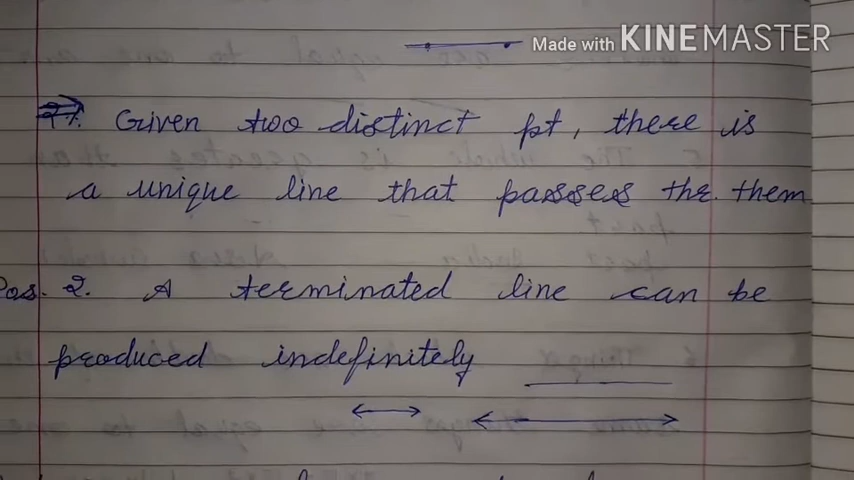 Made with KINEMASTER
Given two distinct pt, there is
a unique line that passes thr. them
Pos. 2. A terminated line can be
produced indefinitely